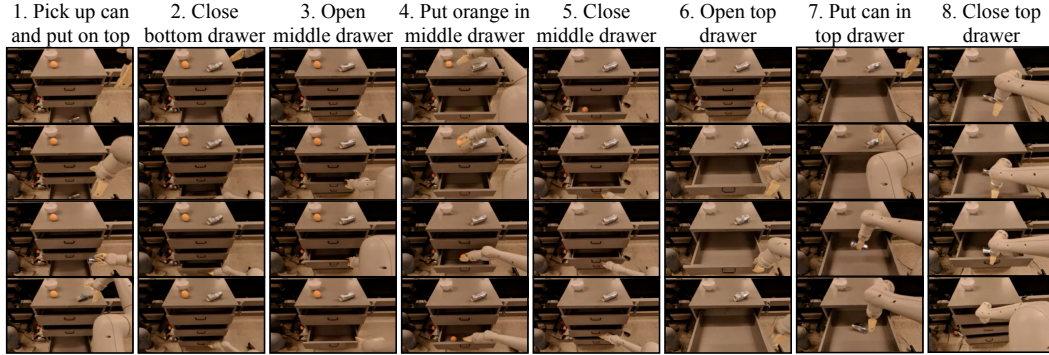 1. Pick up can
and put on top
2. Close
bottom drawer
3. Open
middle drawer
4. Put orange in
middle drawer
5. Close
middle drawer
6. Open top
drawer
7. Put can in
top drawer
8. Close top
drawer